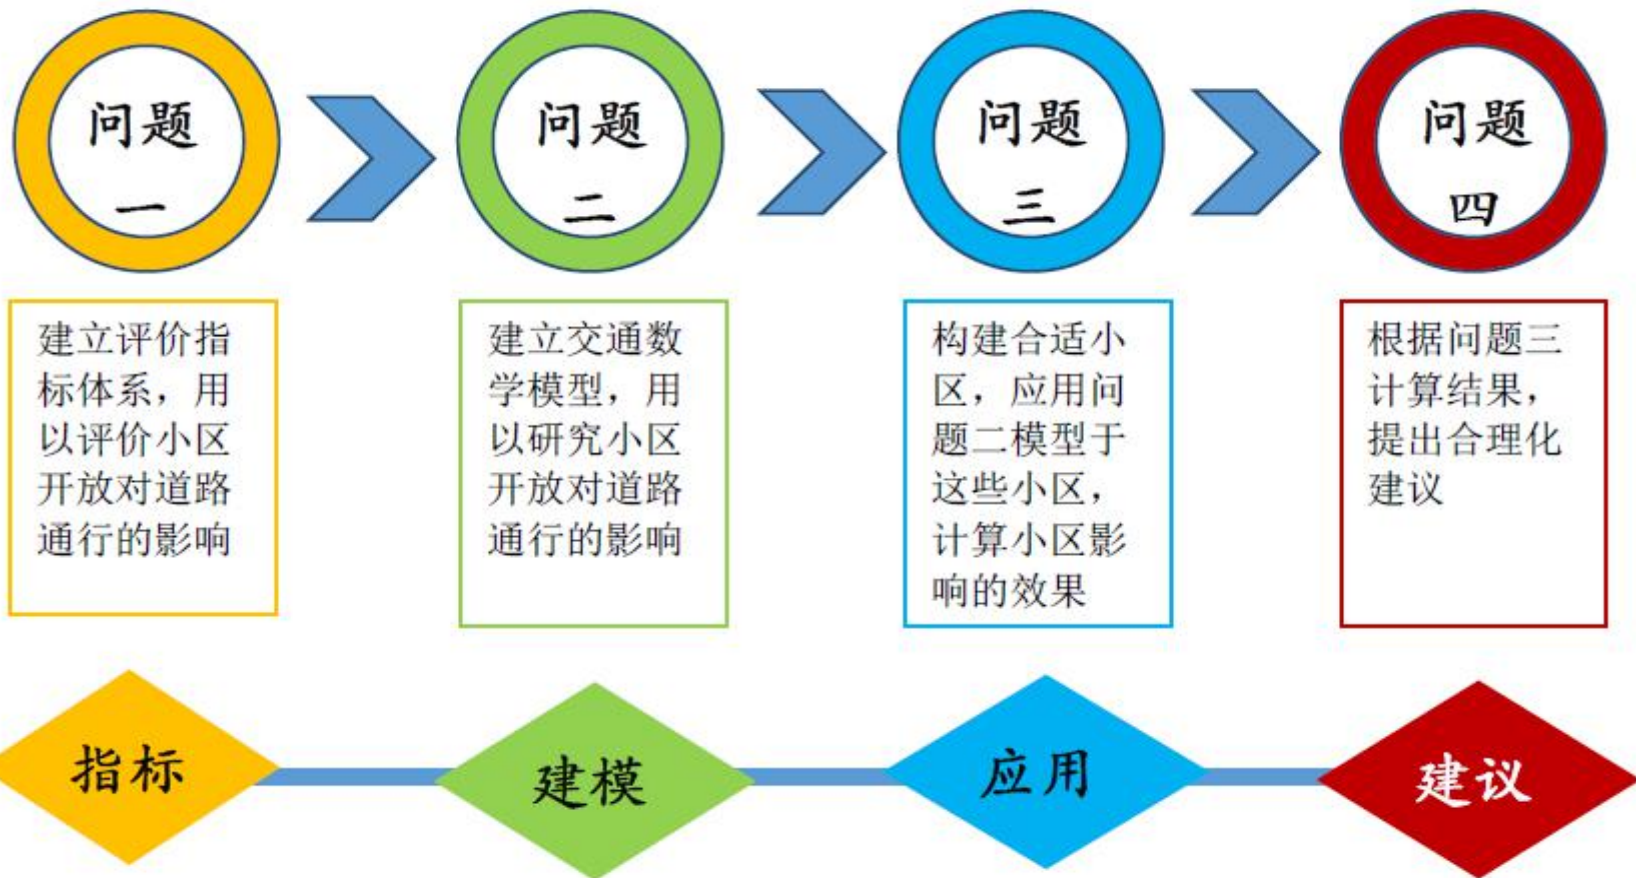 问题
一
问题
二
问题
三
问题
四
建立评价指
标体系，用
以评价小区
开放对道路
通行的影响
建立交通数
学模型，用
以研究小区
开放对道路
通行的影响
构建合适小
区，应用问
题二模型于
这些小区，
计算小区影
响的效果
根据问题三
计算结果，
提出合理化
建议
指标
建模
应用
建议